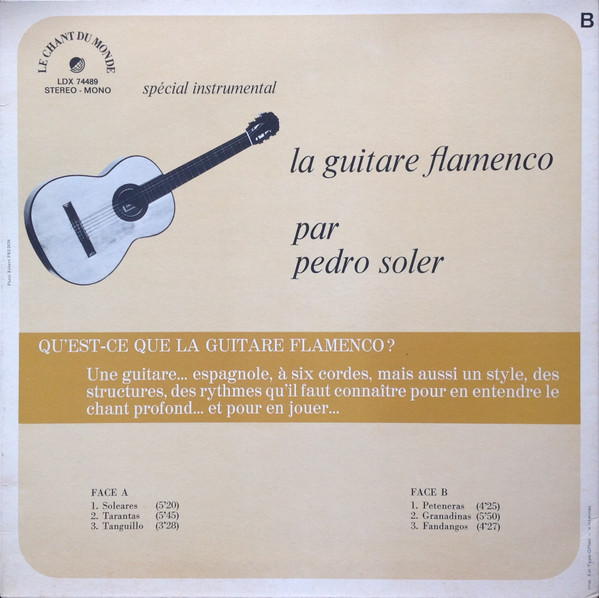 B
LE CHANT DU MONDE
LDX 74489
STEREO - MONO
spécial instrumental
la guitare flamenco
par
pedro soler
QU'EST-CE QUE LA GUITARE FLAMENCO?
Une guitare... espagnole, à six cordes, mais aussi un style, des
structures, des rythmes qu'il faut connaître pour en entendre le
chant profond... et pour en jouer...
FACE A
1. Soleares (5'20)
2. Tarantas (5'45)
3. Tanguillo (3'28)
FACE B
1. Peteneras (4'25)
2. Granadinas (5'50)
3. Fandangos (4'27)